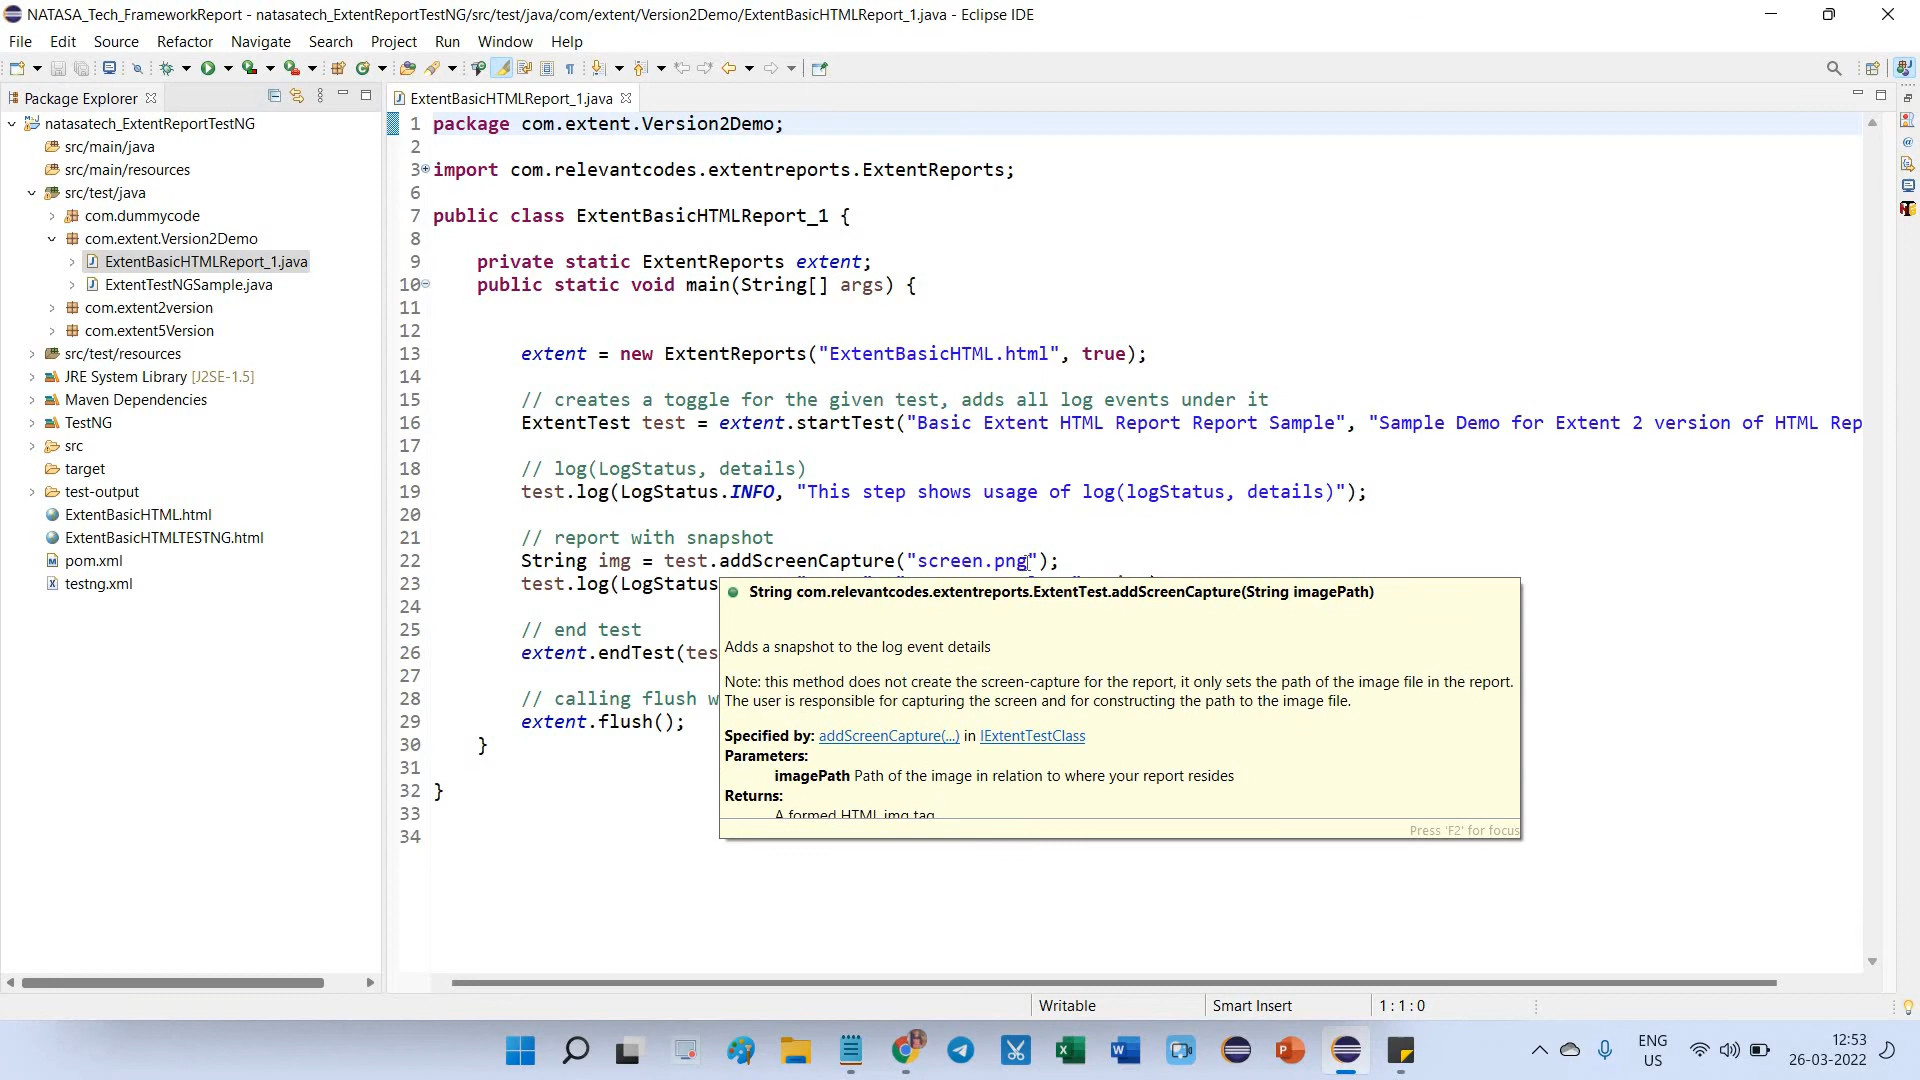 NATASA_Tech_FrameworkReport - natasatech_ExtentReportTestNG/src/test/java/com/extent/Version2Demo/ExtentBasicHTMLReport_1.java - Eclipse IDE
File Edit Source Refactor Navigate Search Project Run Window Help
Package Explorer
natasatech_ExtentReportTestNG
src/main/java
src/main/resources
src/test/java
com.dummycode
com.extent.Version2Demo
ExtentBasicHTMLReport_1.java
ExtentTestNGSample.java
com.extent2version
com.extent5Version
src/test/resources
JRE System Library [J2SE-1.5]
Maven Dependencies
TestNG
src
target
test-output
ExtentBasicHTML.html
ExtentBasicHTMLTESTNG.html
pom.xml
testng.xml
ExtentBasicHTMLReport_1.java
1 package com.extent.Version2Demo;
2
3 import com.relevantcodes.extentreports.ExtentReports;
6
7 public class ExtentBasicHTMLReport_1 {
8
9 private static ExtentReports extent;
10 public static void main(String[] args) {
11
12
13 extent = new ExtentReports("ExtentBasicHTML.html", true);
14
15 // creates a toggle for the given test, adds all log events under it
16 ExtentTest test = extent.startTest("Basic Extent HTML Report Report Sample", "Sample Demo for Extent 2 version of HTML Rep
17
18 // log(LogStatus, details)
19 test.log(LogStatus.INFO, "This step shows usage of log(logStatus, details)");
20
21 // report with snapshot
22 String img = test.addScreenCapture("screen.png");
23 test.log(LogStatus
24
25 // end test
26 extent.endTest(tes
27
28 // calling flush w
29 extent.flush();
30 }
31
32 }
33
34
String com.relevantcodes.extentreports.ExtentTest.addScreenCapture(String imagePath)
Adds a snapshot to the log event details
Note: this method does not create the screen-capture for the report, it only sets the path of the image file in the report.
The user is responsible for capturing the screen and for constructing the path to the image file.
Specified by: addScreenCapture(...) in IExtentTestClass
Parameters:
imagePath Path of the image in relation to where your report resides
Returns:
A formed HTML img tag
Press 'F2' for focus
Writable Smart Insert 1 : 1 : 0
ENG
US
12:53
26-03-2022